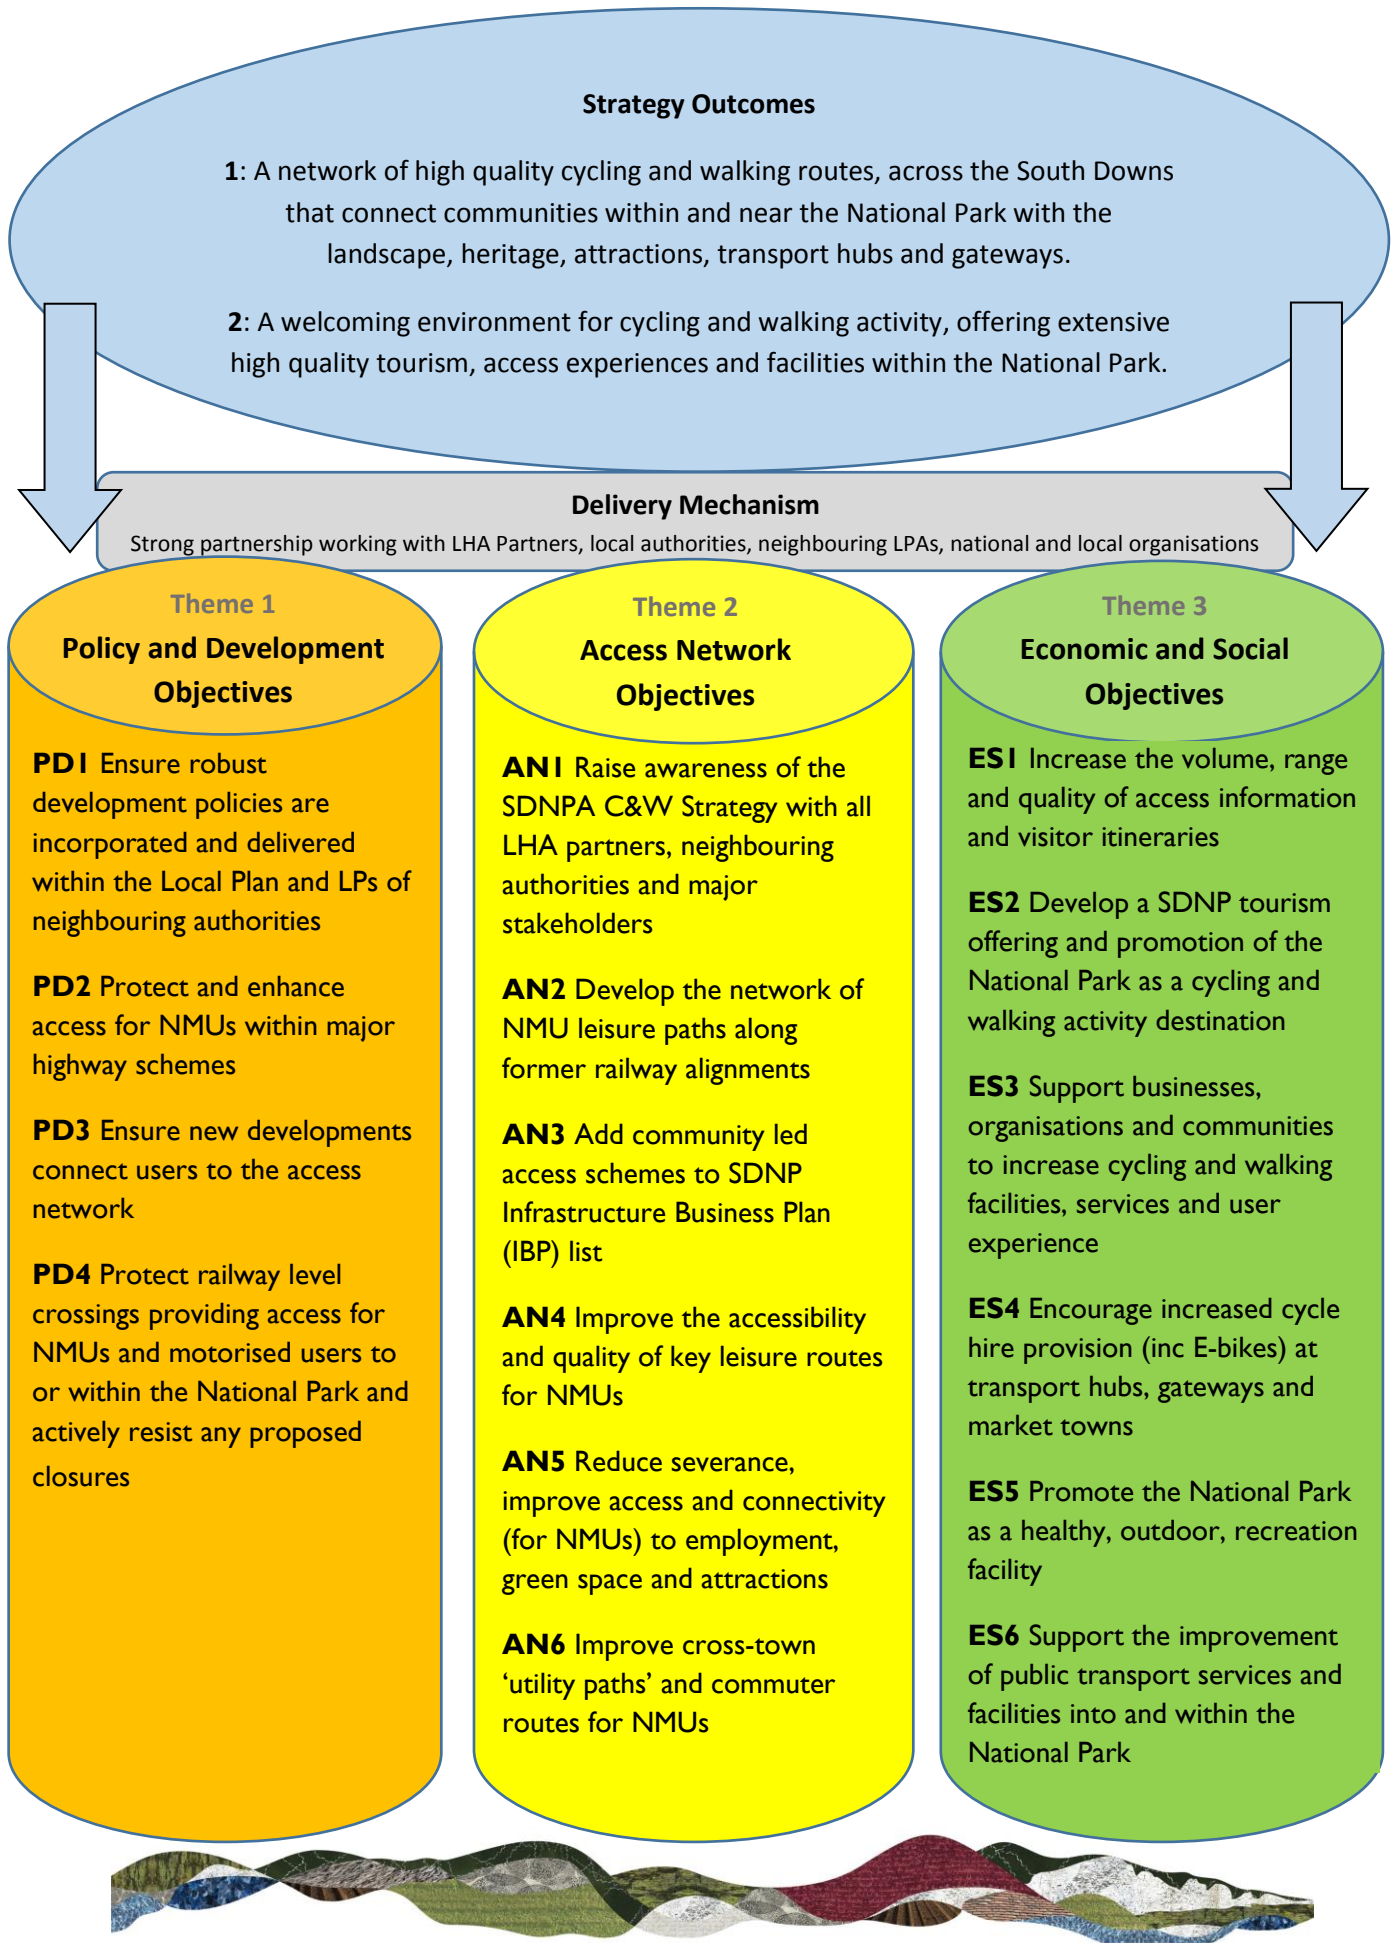 Strategy Outcomes
1: A network of high quality cycling and walking routes, across the South Downs
that connect communities within and near the National Park with the
landscape, heritage, attractions, transport hubs and gateways.
2: A welcoming environment for cycling and walking activity, offering extensive
high quality tourism, access experiences and facilities within the National Park.
Delivery Mechanism
Strong partnership working with LHA Partners, local authorities, neighbouring LPAs, national and local organisations
Theme 1
Policy and Development
Objectives
PD1 Ensure robust
development policies are
incorporated and delivered
within the Local Plan and LPs of
neighbouring authorities
PD2 Protect and enhance
access for NMUs within major
highway schemes
PD3 Ensure new developments
connect users to the access
network
PD4 Protect railway level
crossings providing access for
NMUs and motorised users to
or within the National Park and
actively resist any proposed
closures
Theme 2
Access Network
Objectives
AN1 Raise awareness of the
SDNPA C&W Strategy with all
LHA partners, neighbouring
authorities and major
stakeholders
AN2 Develop the network of
NMU leisure paths along
former railway alignments
AN3 Add community led
access schemes to SDNP
Infrastructure Business Plan
(IBP) list
AN4 Improve the accessibility
and quality of key leisure routes
for NMUs
AN5 Reduce severance,
improve access and connectivity
(for NMUs) to employment,
green space and attractions
AN6 Improve cross-town
‘utility paths’ and commuter
routes for NMUs
Theme 3
Economic and Social
Objectives
ES1 Increase the volume, range
and quality of access information
and visitor itineraries
ES2 Develop a SDNP tourism
offering and promotion of the
National Park as a cycling and
walking activity destination
ES3 Support businesses,
organisations and communities
to increase cycling and walking
facilities, services and user
experience
ES4 Encourage increased cycle
hire provision (inc E-bikes) at
transport hubs, gateways and
market towns
ES5 Promote the National Park
as a healthy, outdoor, recreation
facility
ES6 Support the improvement
of public transport services and
facilities into and within the
National Park